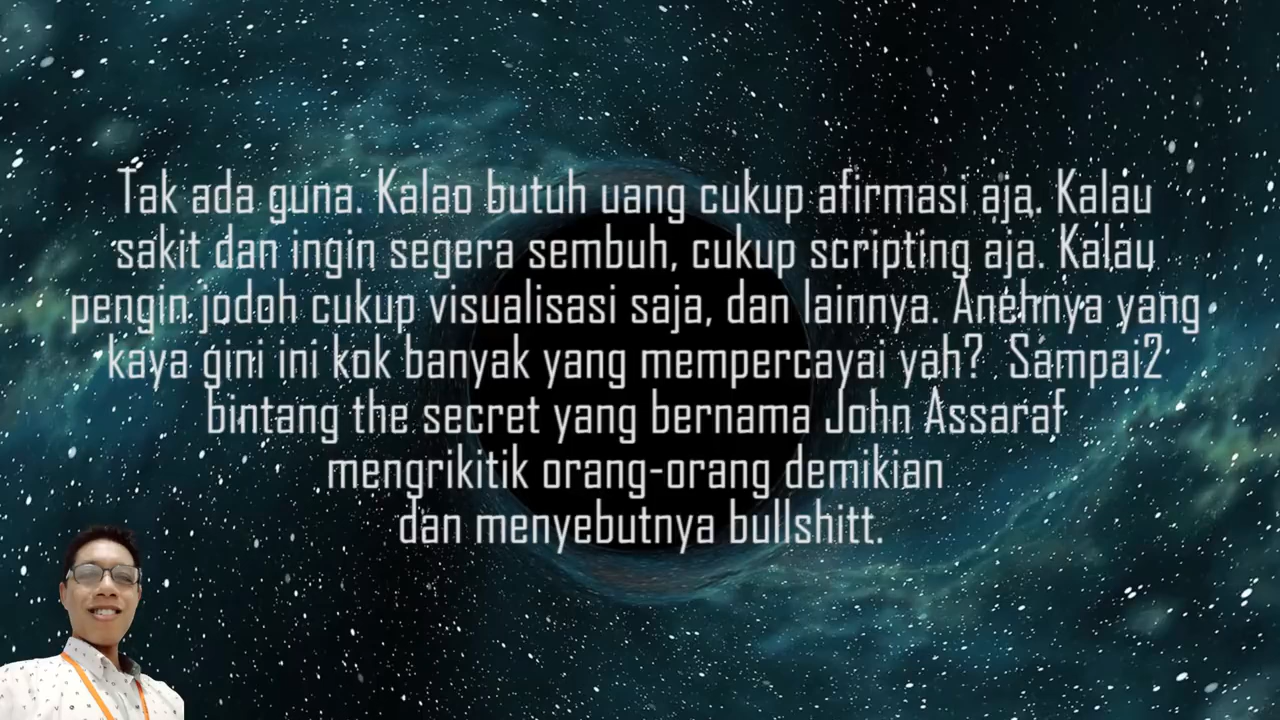 Tak ada guna. Kalao butuh uang cukup afirmasi aja. Kalau
sakit dan ingin segera sembuh, cukup scripting aja. Kalau
pengin jodoh cukup visualisasi saja, dan lainnya. Anehnya yang
kaya gini ini kok banyak yang mempercayai yah? Sampai2
bintang the secret yang bernama John Assaraf
mengrikitik orang-orang demikian
dan menyebutnya bullshitt.